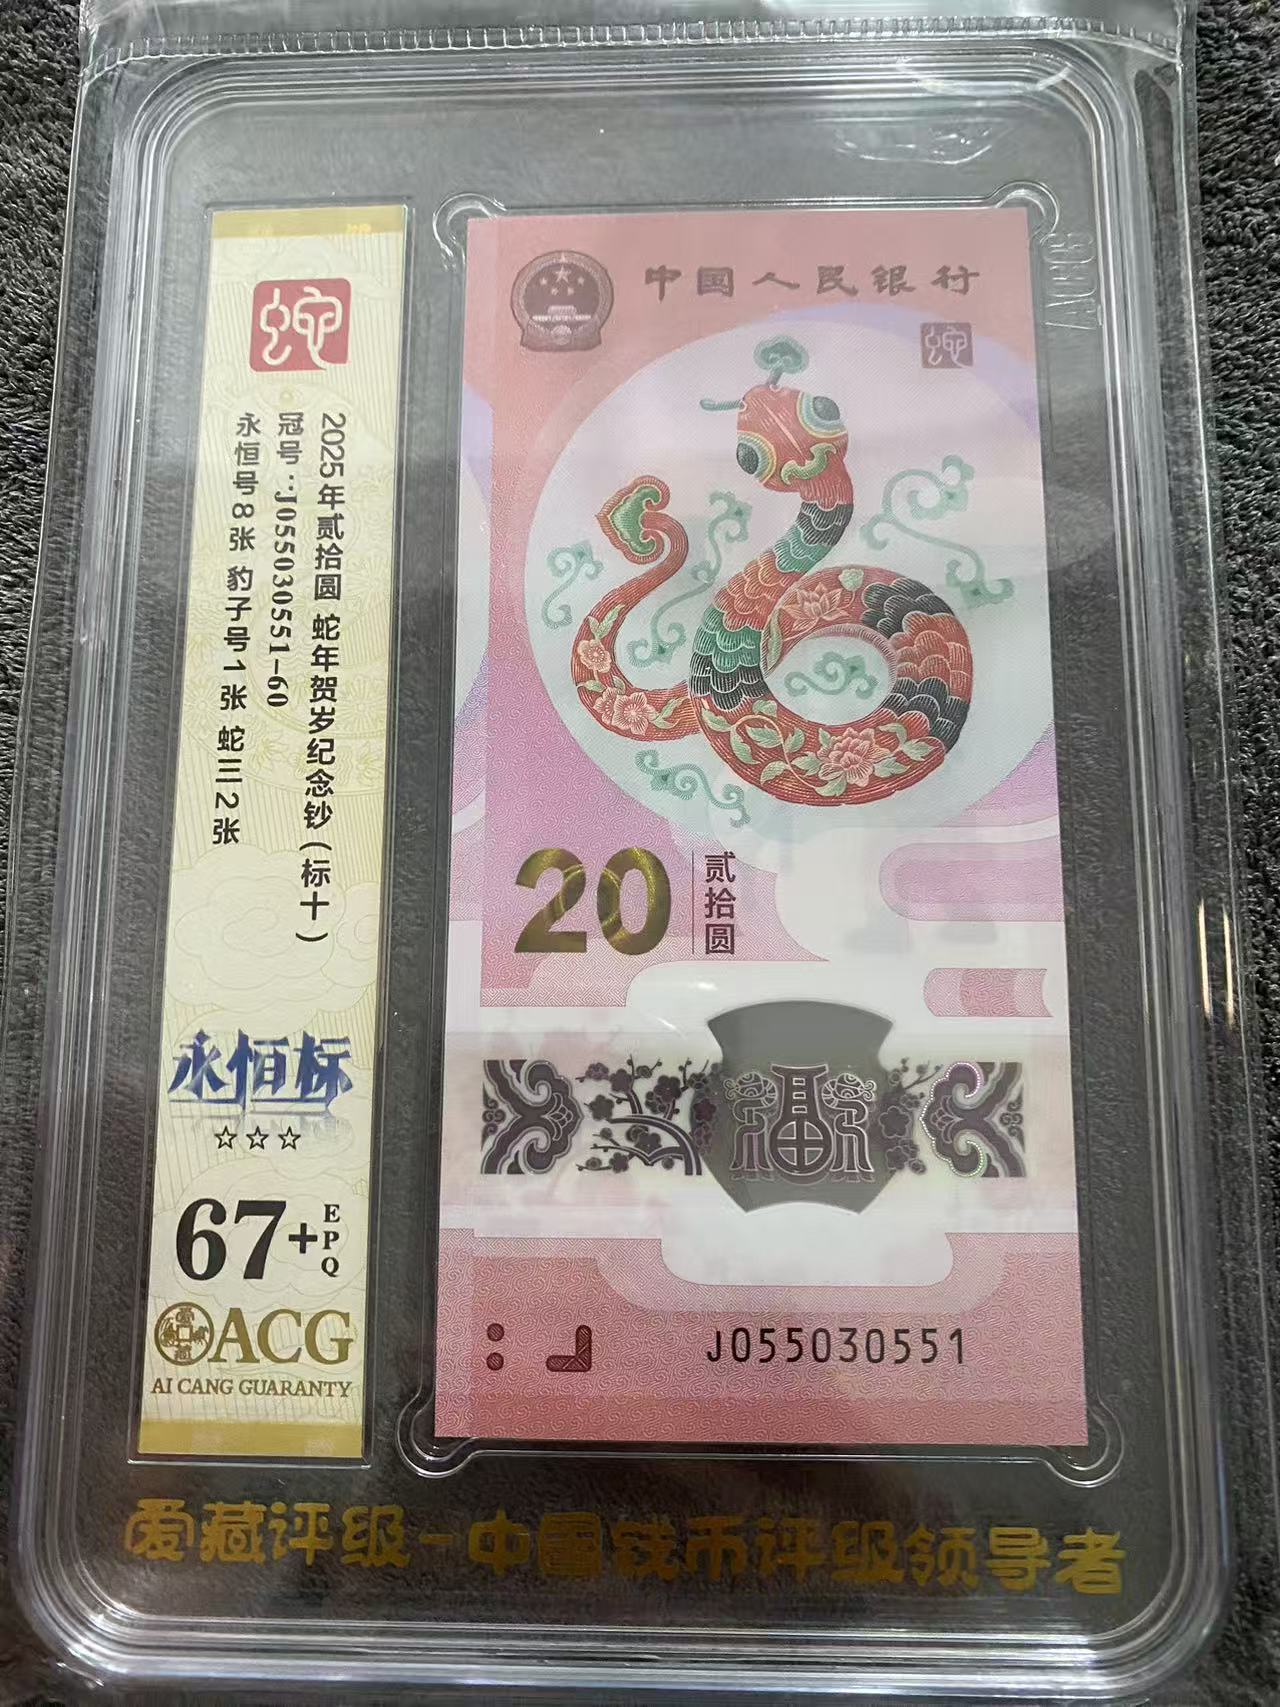 蛇
2025年贰拾圆 蛇年贺岁纪念钞(标十)
冠号:J055030551-60
永恒号8张 豹子号1张 蛇三2张
永恒标
☆☆☆
67+EPQ
ACG
AI CANG GUARANTY
中国人民银行
蛇
20
贰拾圆
J055030551
爱藏评级-中国钱币评级领导者